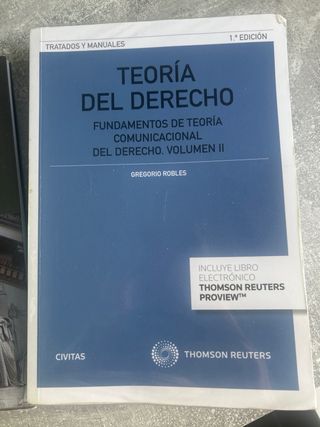 TRATADOS Y MANUALES
1.ª EDICIÓN
TEORÍA
DEL DERECHO
FUNDAMENTOS DE TEORÍA
COMUNICACIONAL
DEL DERECHO. VOLUMEN II
GREGORIO ROBLES
INCLUYE LIBRO
ELECTRÓNICO
THOMSON REUTERS
PROVIEW™
CIVITAS
THOMSON REUTERS